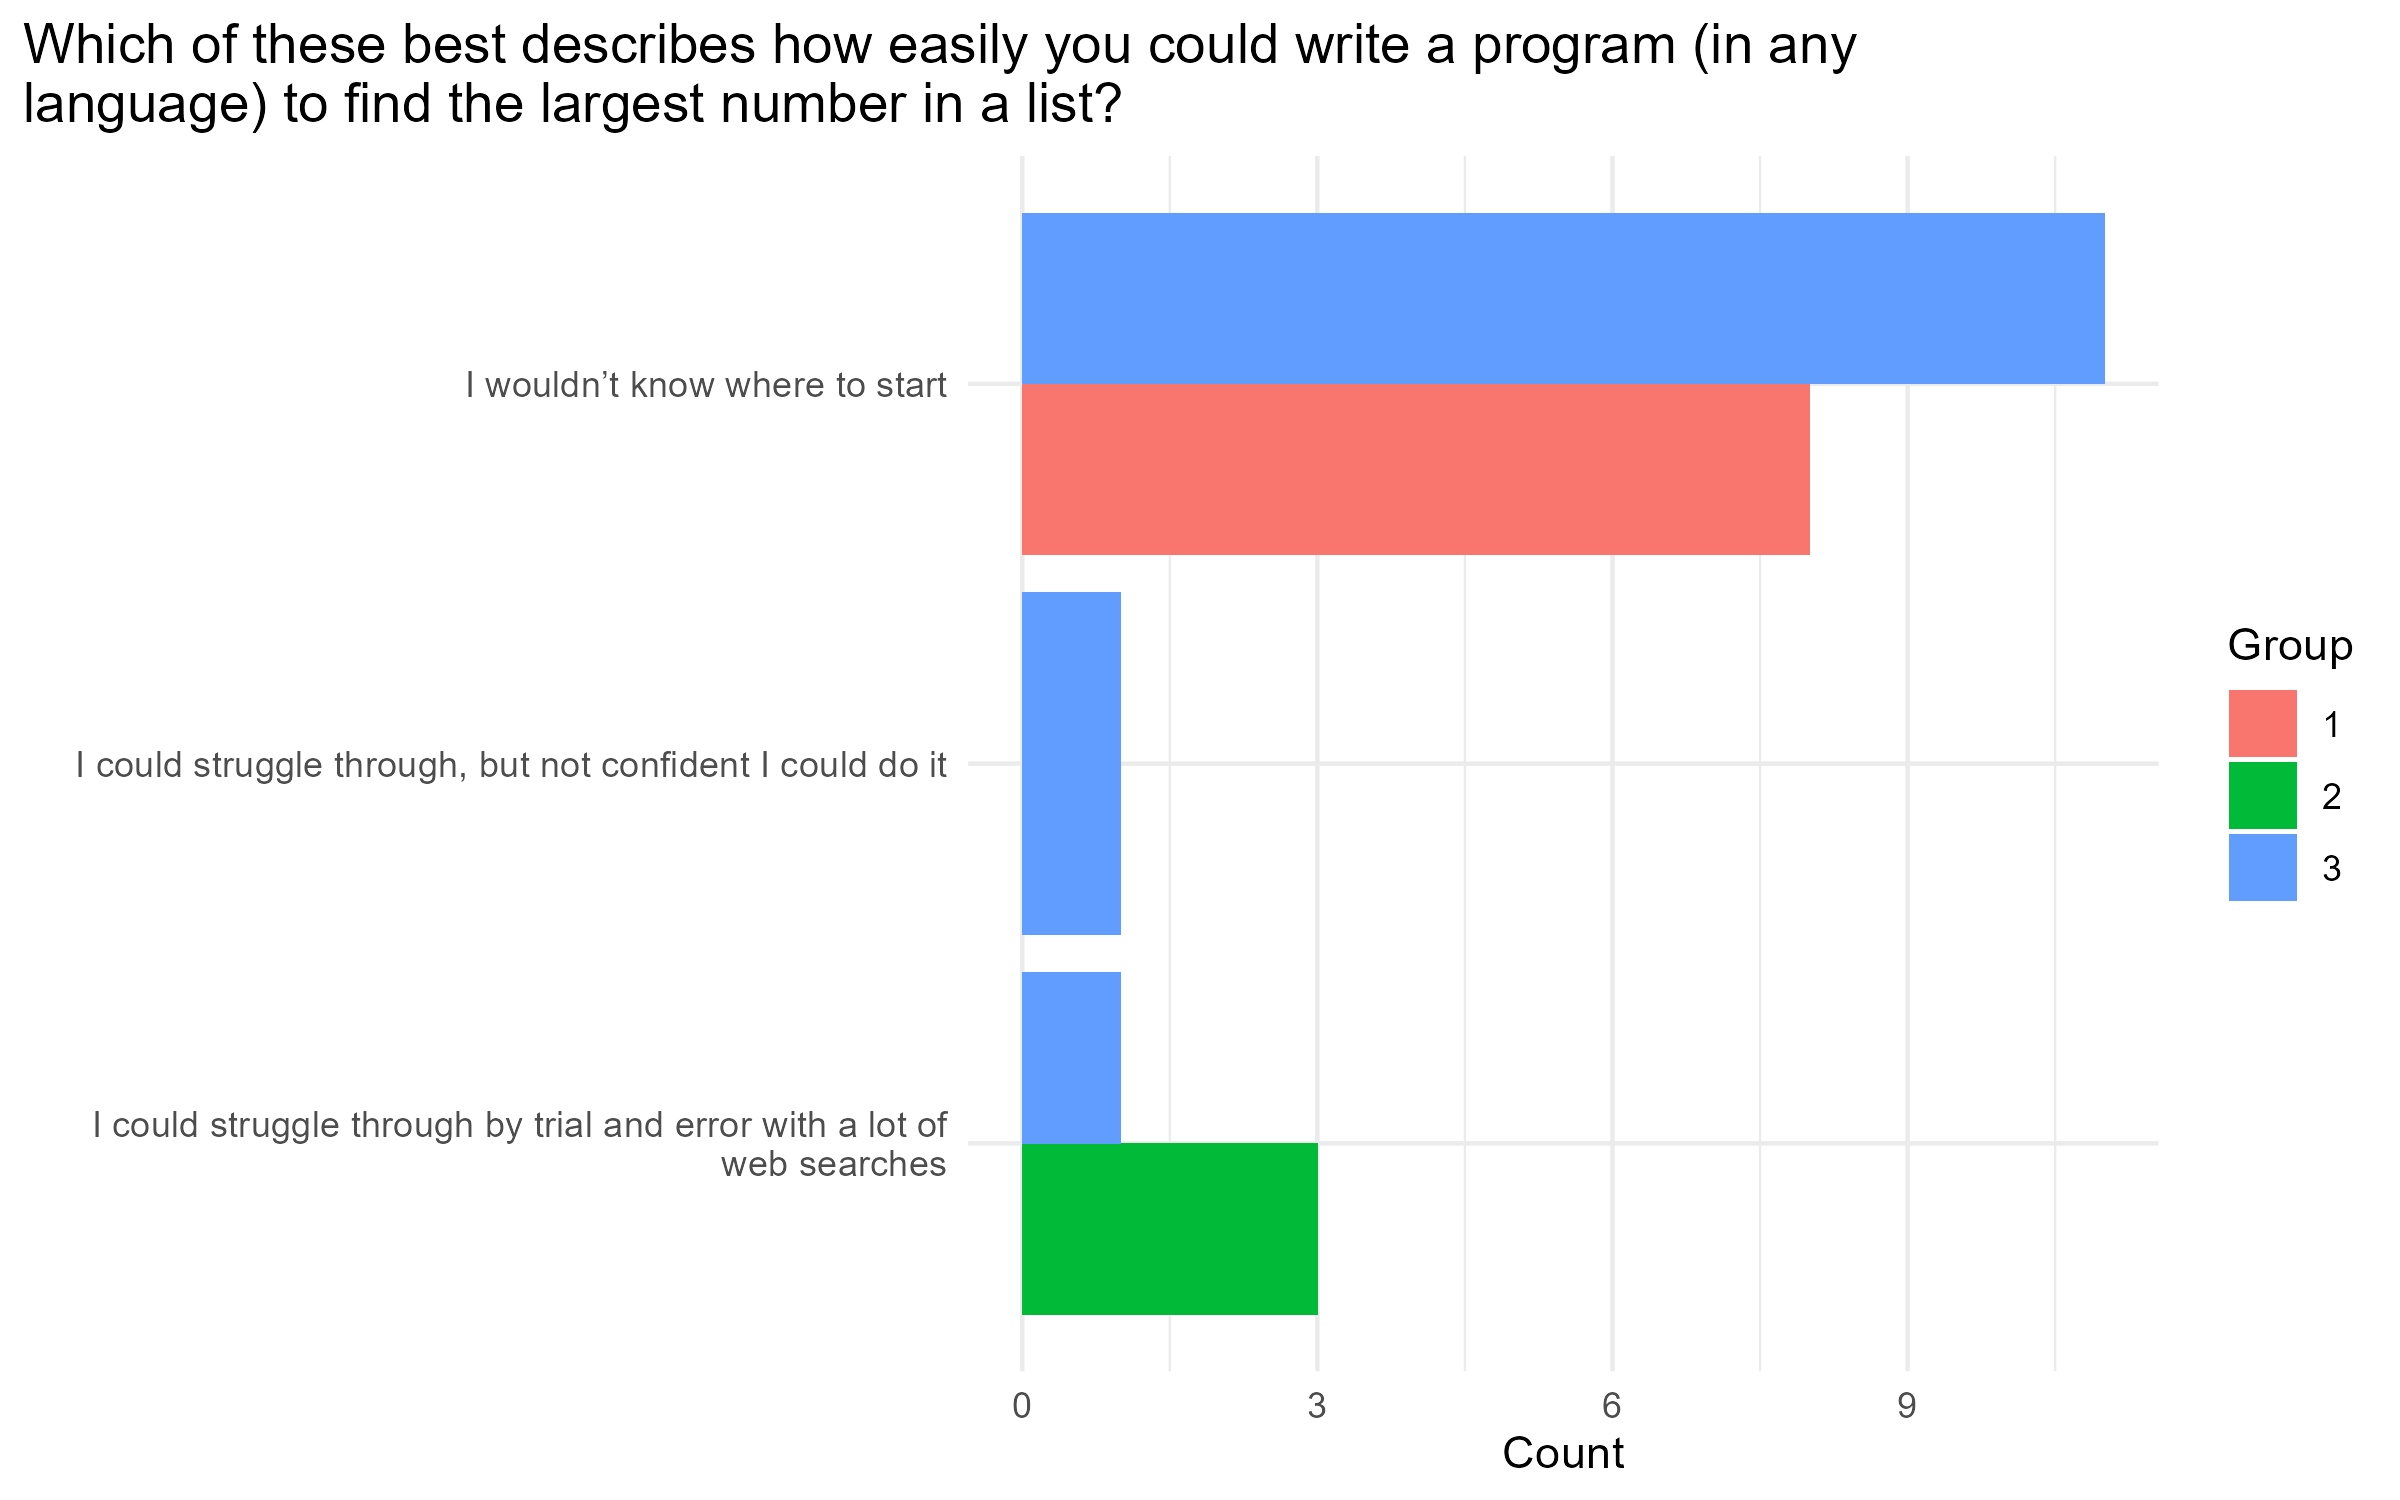 Which of these best describes how easily you could write a program (in any
language) to find the largest number in a list?
I wouldn’t know where to start
I could struggle through, but not confident I could do it
I could struggle through by trial and error with a lot of
web searches
0 3 6 9
Count
Group
1
2
3